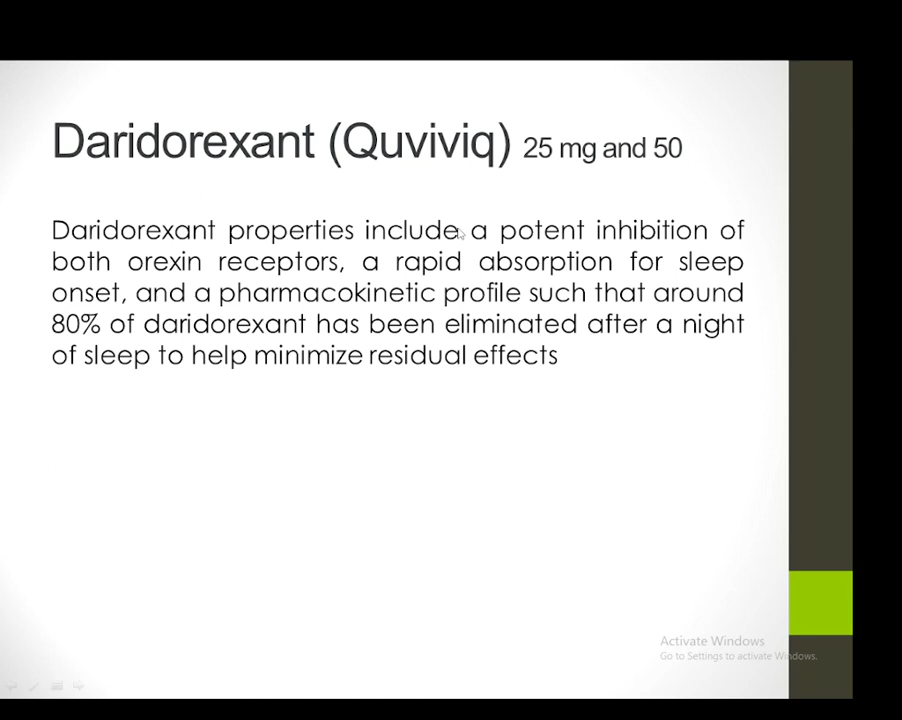 Daridorexant (Quviviq) 25 mg and 50
Daridorexant properties include a potent inhibition of
both orexin receptors, a rapid absorption for sleep
onset, and a pharmacokinetic profile such that around
80% of daridorexant has been eliminated after a night
of sleep to help minimize residual effects
Activate Windows
Go to Settings to activate Windows.